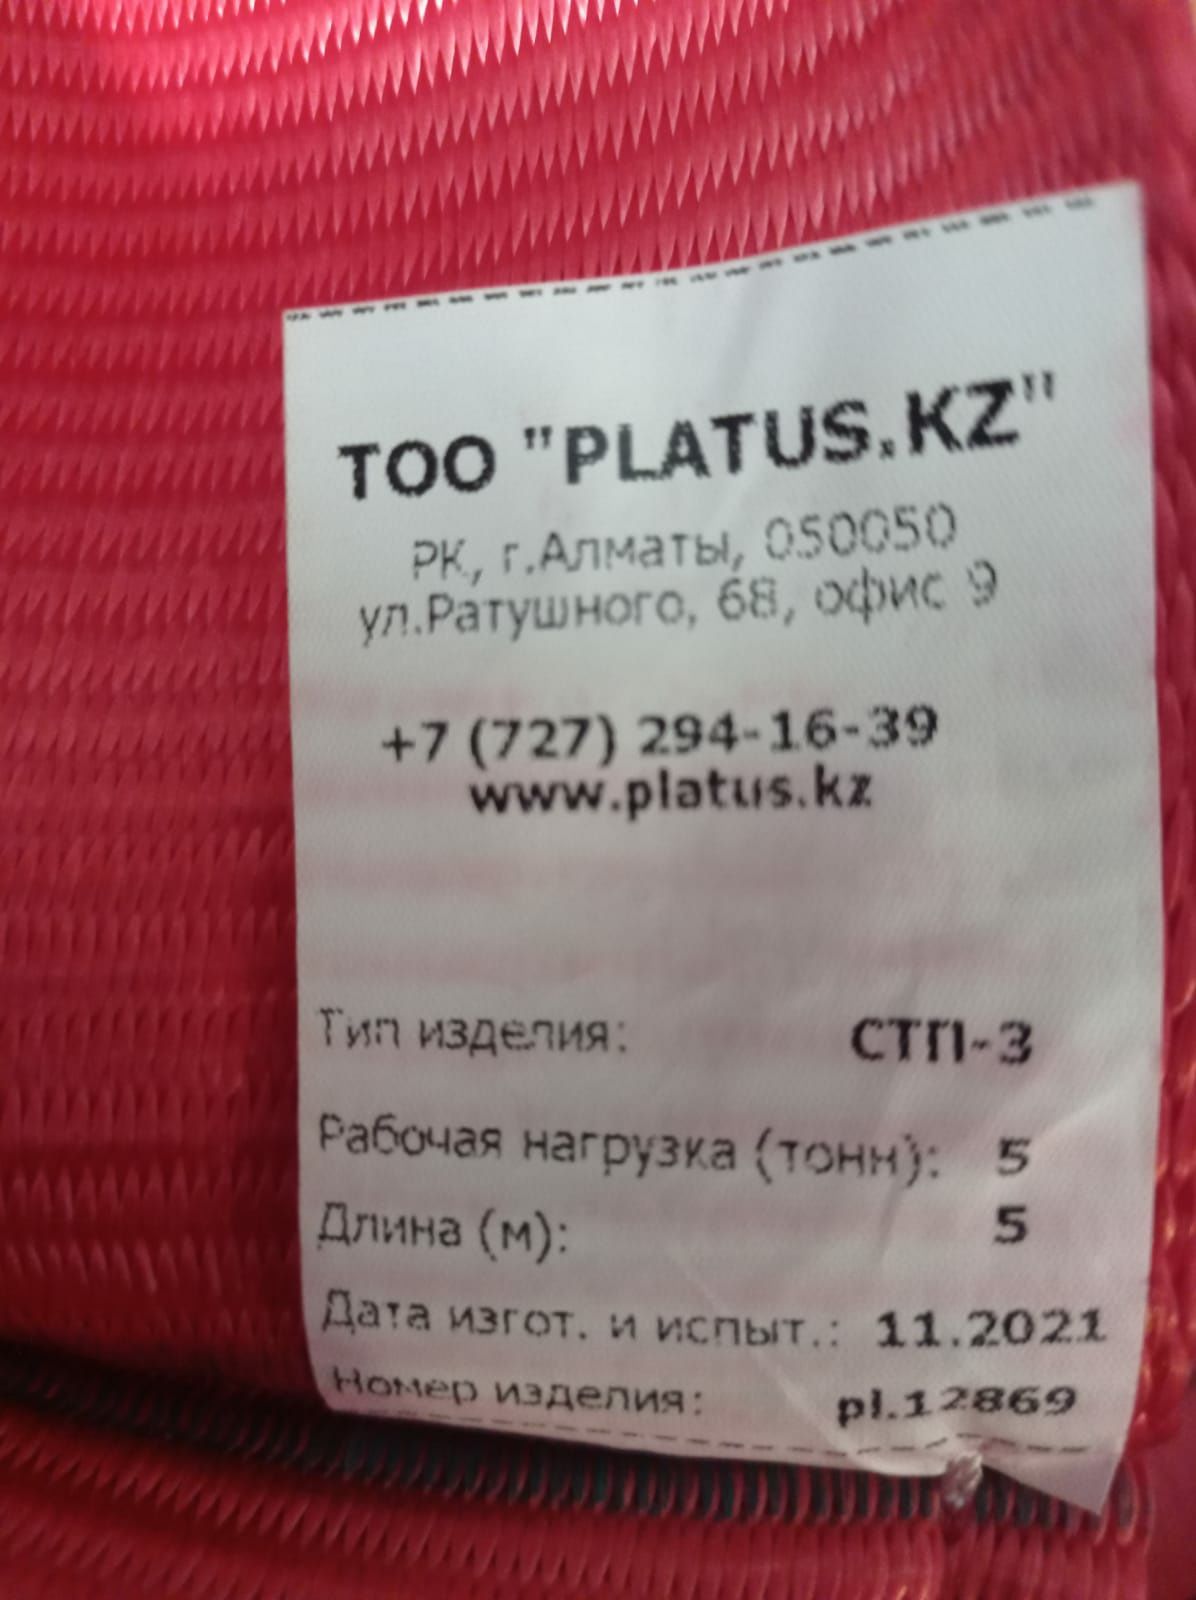 ТОО "PLATUS.KZ"
РК, г.Алматы, 050050
ул.Ратушного, 68, офис 9
+7 (727) 294-16-39
www.platus.kz
Тип изделия: СТП-3
Рабочая нагрузка (тонн): 5
Длина (м): 5
Дата изгот. и испыт.: 11.2021
Номер изделия: pl.12869